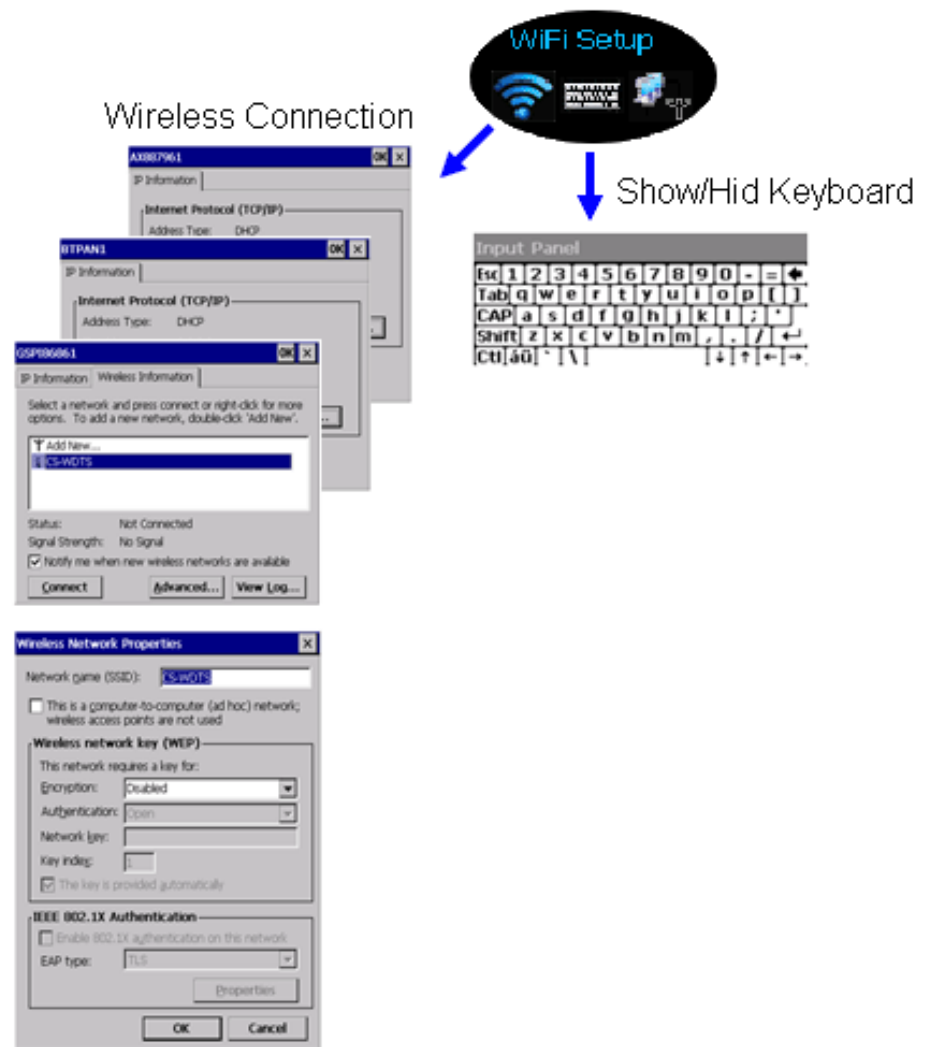 WiFi Setup
Wireless Connection
Show/Hid Keyboard
AX887961 OK ×
IP Information
Internet Protocol (TCP/IP)
Address Type: DHCP
BTPAN1 OK ×
IP Information
Internet Protocol (TCP/IP)
Address Type: DHCP
...
GSPI86861 OK ×
IP Information Wireless Information
Select a network and press connect or right-click for more
options. To add a new network, double-click 'Add New'.
Add New...
CS-WDTS
Status: Not Connected
Signal Strength: No Signal
Notify me when new wireless networks are available
Connect Advanced... View Log...
Input Panel
Esc 1 2 3 4 5 6 7 8 9 0 - =
Tab q w e r t y u i o p [ ]
CAP a s d f g h j k l ; '
Shift z x c v b n m , . /
Ctl áü ` \
Wireless Network Properties ×
Network name (SSID): CS-WDTS
This is a computer-to-computer (ad hoc) network;
wireless access points are not used
Wireless network key (WEP)
This network requires a key for:
Encryption: Disabled
Authentication: Open
Network key:
Key index: 1
The key is provided automatically
IEEE 802.1X Authentication
Enable 802.1X authentication on this network
EAP type: TLS
Properties
OK Cancel